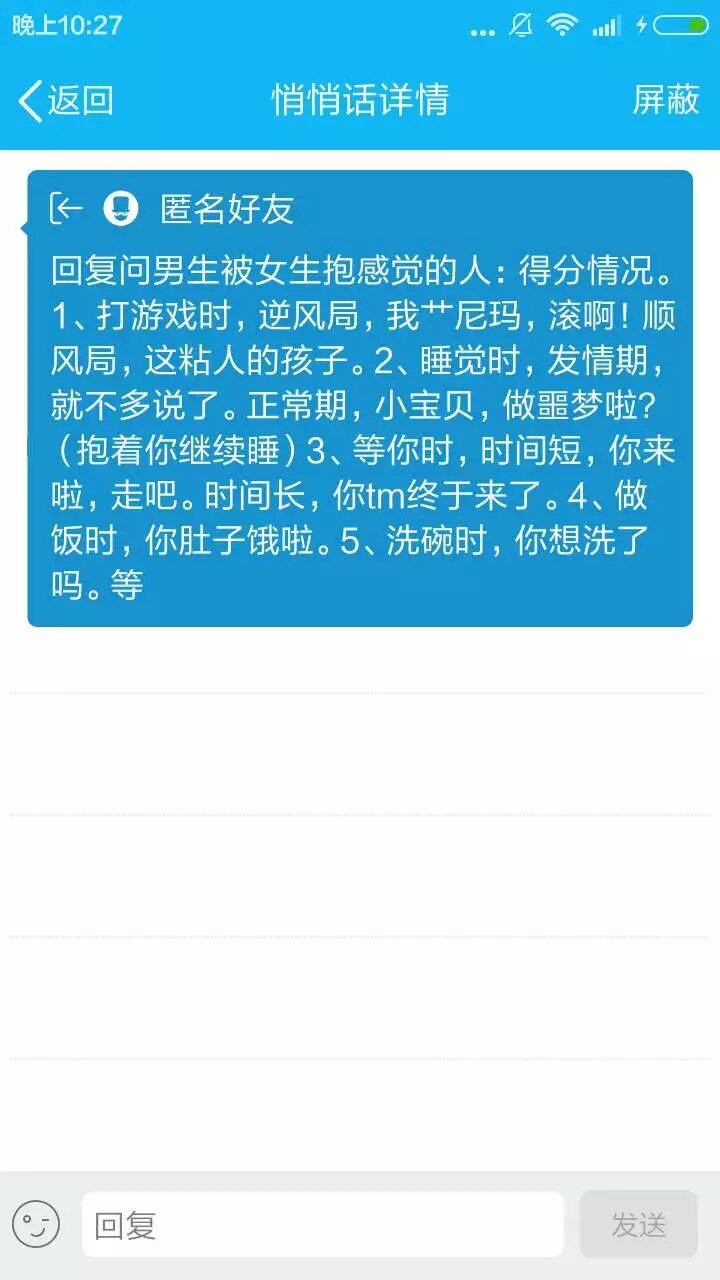 晚上10:27
返回
悄悄话详情
屏蔽
匿名好友
回复问男生被女生抱感觉的人：得分情况。
1、打游戏时，逆风局，我艹尼玛，滚啊！顺
风局，这粘人的孩子。2、睡觉时，发情期，
就不多说了。正常期，小宝贝，做噩梦啦？
（抱着你继续睡）3、等你时，时间短，你来
啦，走吧。时间长，你tm终于来了。4、做
饭时，你肚子饿啦。5、洗碗时，你想洗了
吗。等
回复
发送